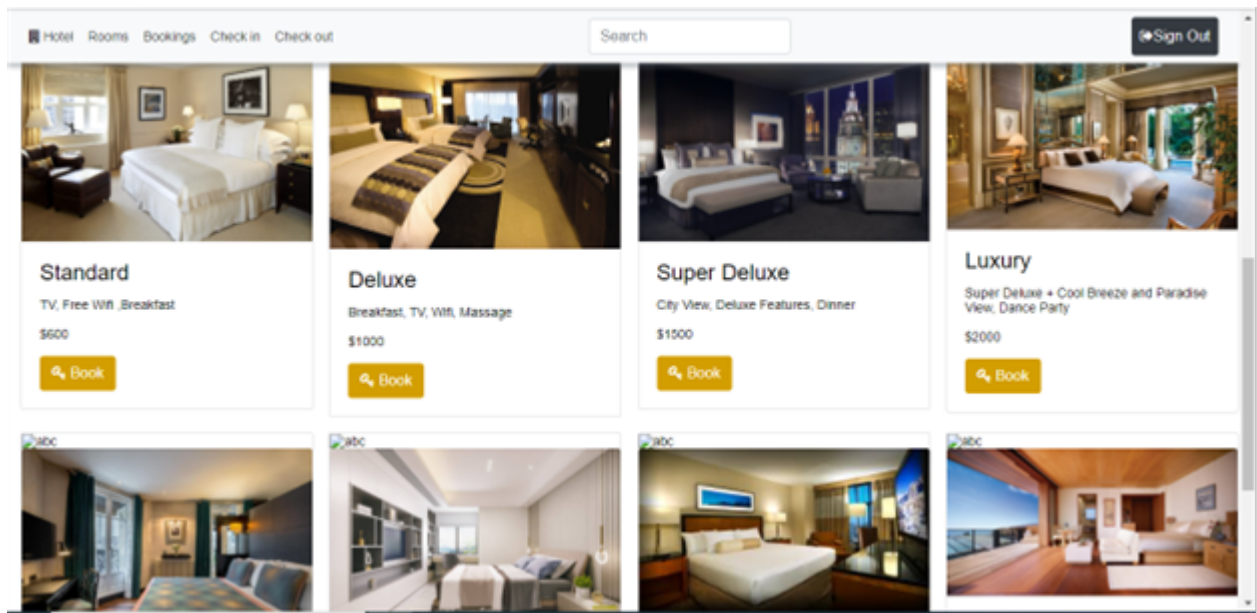 Hotel Rooms Bookings Check in Check out
Search
Sign Out
Standard
TV, Free Wifi ,Breakfast
$600
Book
Deluxe
Breakfast, TV, Wifi, Massage
$1000
Book
Super Deluxe
City View, Deluxe Features, Dinner
$1500
Book
Luxury
Super Deluxe + Cool Breeze and Paradise
View, Dance Party
$2000
Book
abc
abc
abc
abc